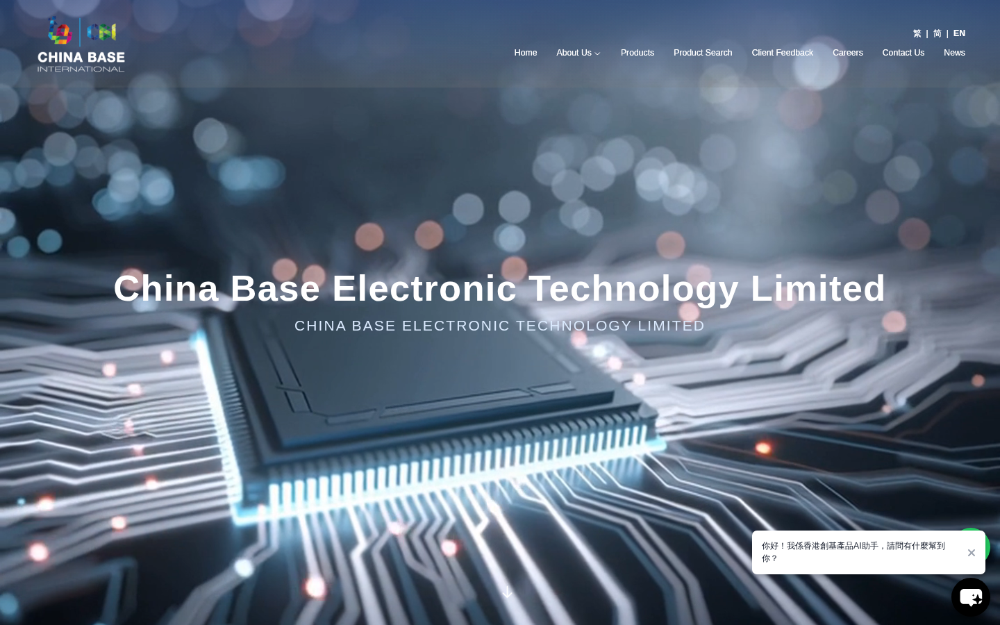 CN
CHINA BASE
INTERNATIONAL
繁 | 简 | EN
Home About Us Products Product Search Client Feedback Careers Contact Us News
China Base Electronic Technology Limited
CHINA BASE ELECTRONIC TECHNOLOGY LIMITED
你好！我係香港創基產品AI助手，請問有什麼幫到
你？